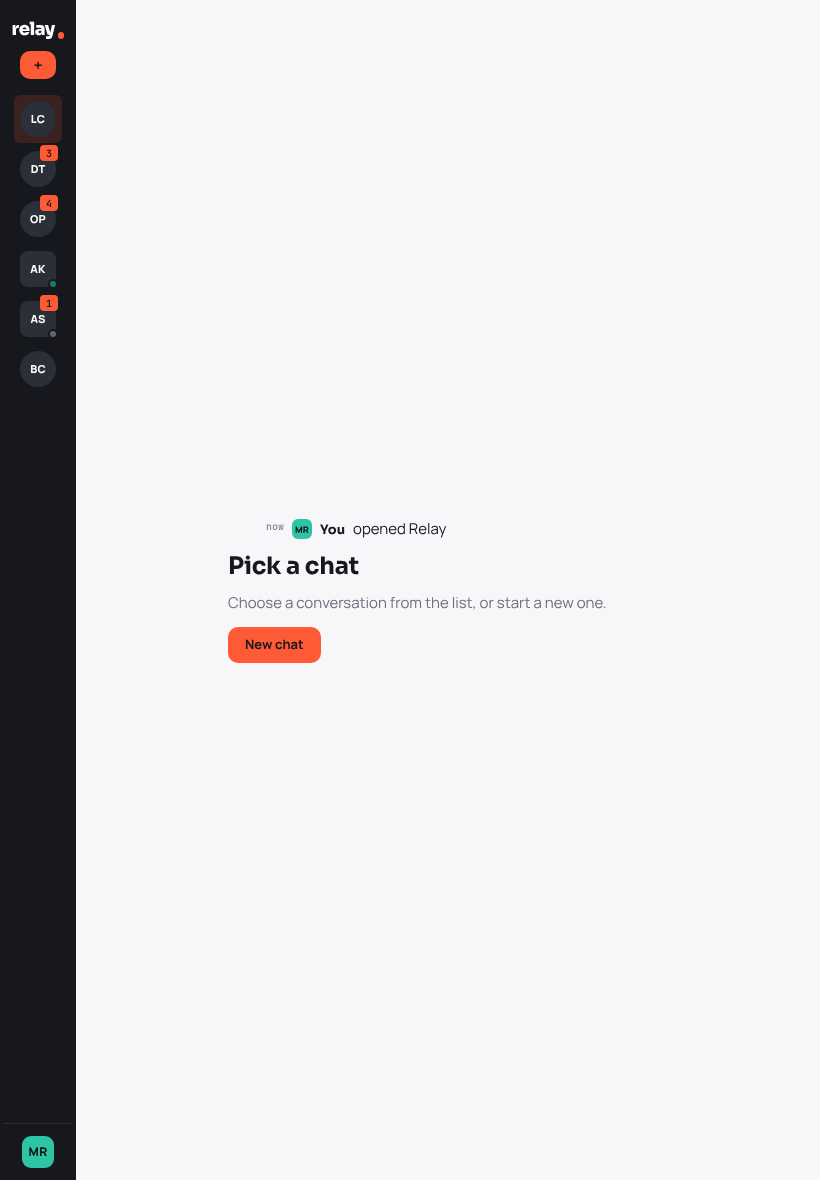 relay.
+
LC
3
DT
4
OP
AK
1
AS
BC
now MR You opened Relay
Pick a chat
Choose a conversation from the list, or start a new one.
New chat
MR